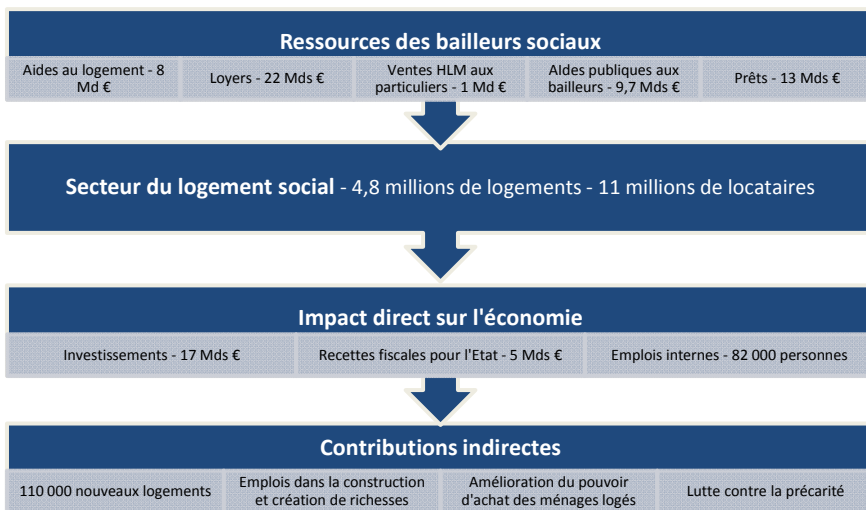 Ressources des bailleurs sociaux
Aides au logement - 8
Md €
Loyers - 22 Mds €
Ventes HLM aux
particuliers - 1 Md €
AIdes publiques aux
bailleurs - 9,7 Mds €
Prêts - 13 Mds €
Secteur du logement social - 4,8 millions de logements - 11 millions de locataires
Impact direct sur l'économie
Investissements - 17 Mds €
Recettes fiscales pour l'Etat - 5 Mds €
Emplois internes - 82 000 personnes
Contributions indirectes
110 000 nouveaux logements
Emplois dans la construction
et création de richesses
Amélioration du pouvoir
d'achat des ménages logés
Lutte contre la précarité